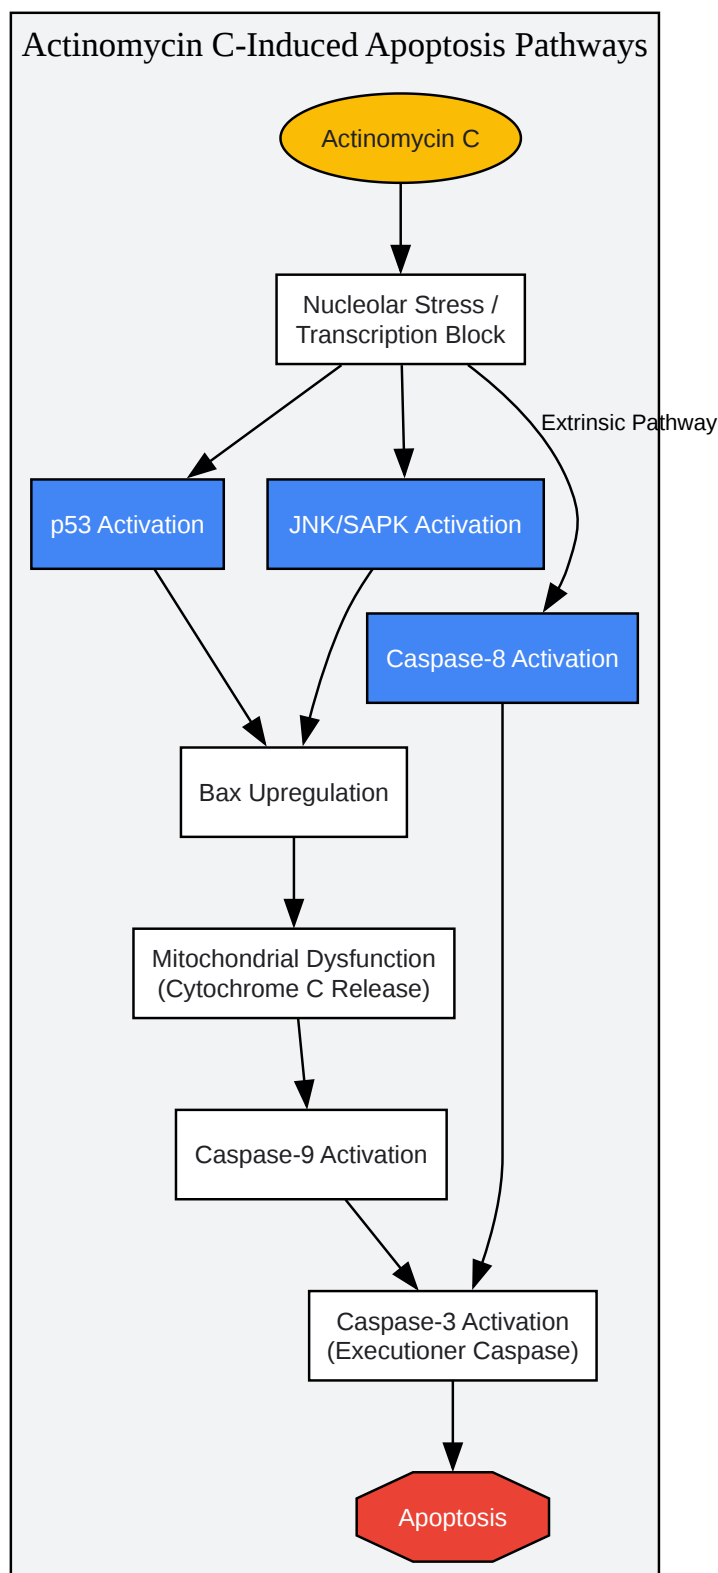 Actinomycin C-Induced Apoptosis Pathways
Actinomycin C
Nucleolar Stress /
Transcription Block
Extrinsic Pathway
p53 Activation
JNK/SAPK Activation
Caspase-8 Activation
Bax Upregulation
Mitochondrial Dysfunction
(Cytochrome C Release)
Caspase-9 Activation
Caspase-3 Activation
(Executioner Caspase)
Apoptosis